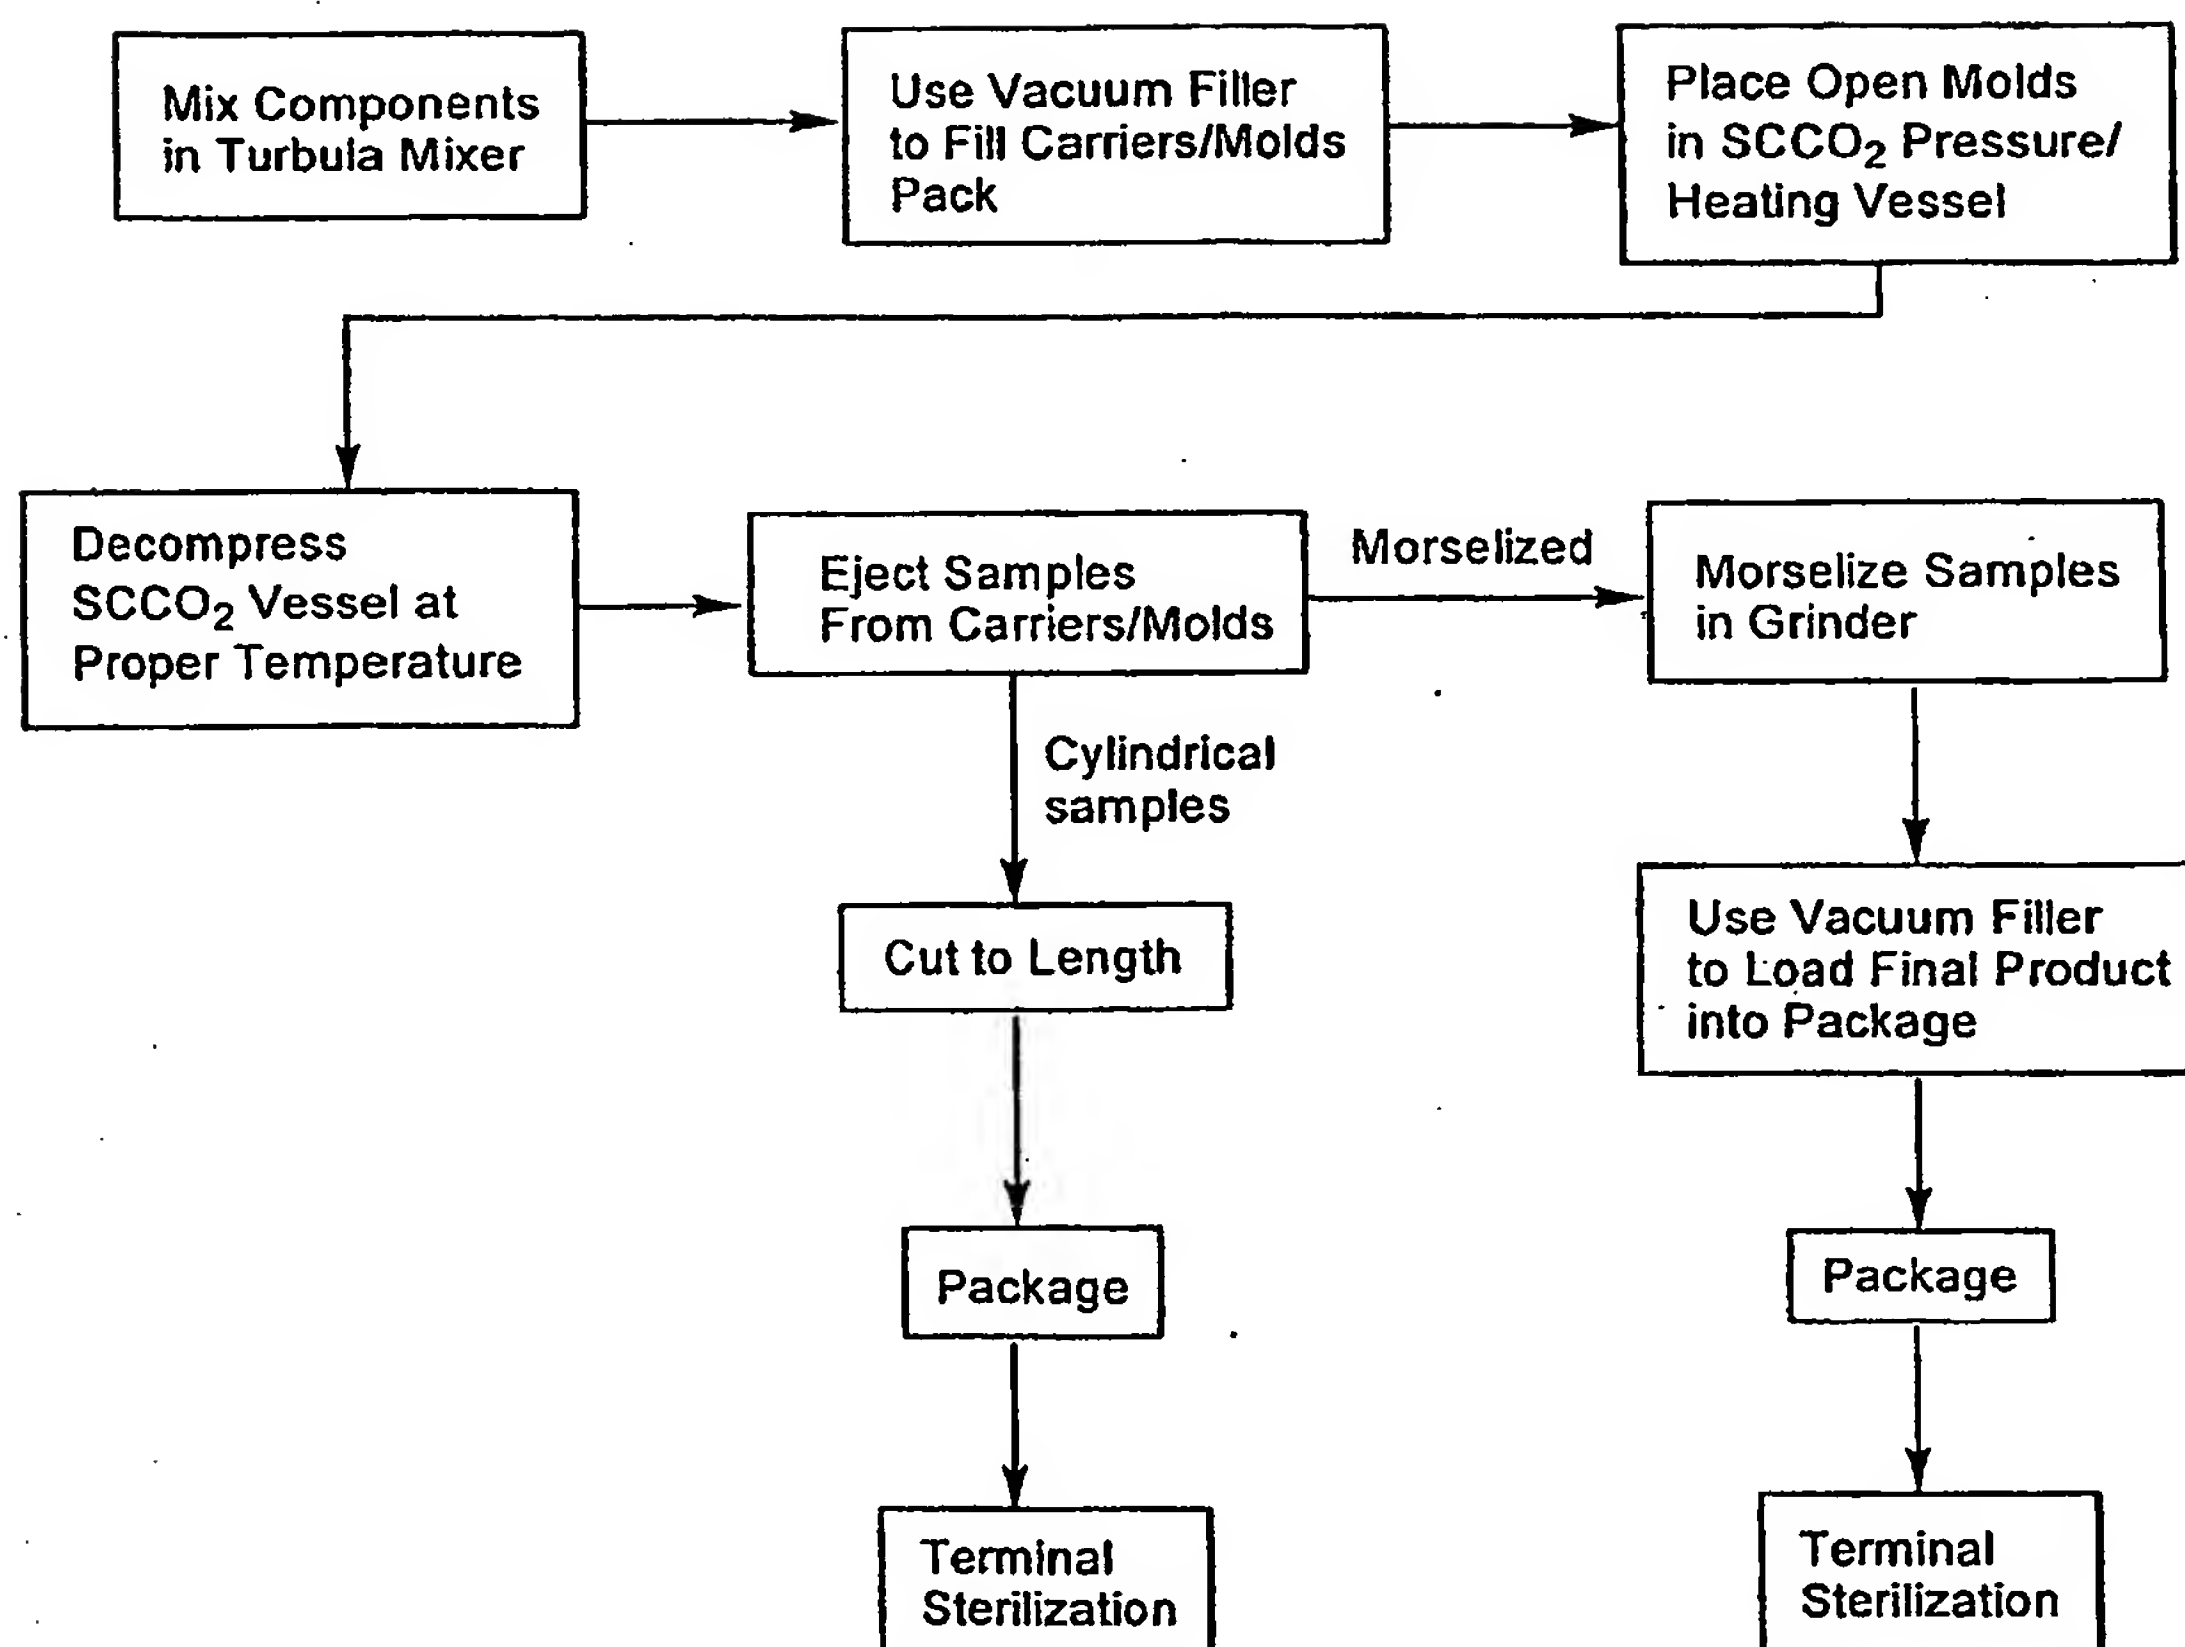 Mix Components
in Turbula Mixer
Use Vacuum Filler
to Fill Carriers/Molds
Pack
Place Open Molds
in SCCO₂ Pressure/
Heating Vessel
Decompress
SCCO₂ Vessel at
Proper Temperature
Eject Samples
From Carriers/Molds
Morselized
Morselize Samples
in Grinder
Cylindrical
samples
Cut to Length
Use Vacuum Filler
to Load Final Product
into Package
Package
Package
Terminal
Sterilization
Terminal
Sterilization